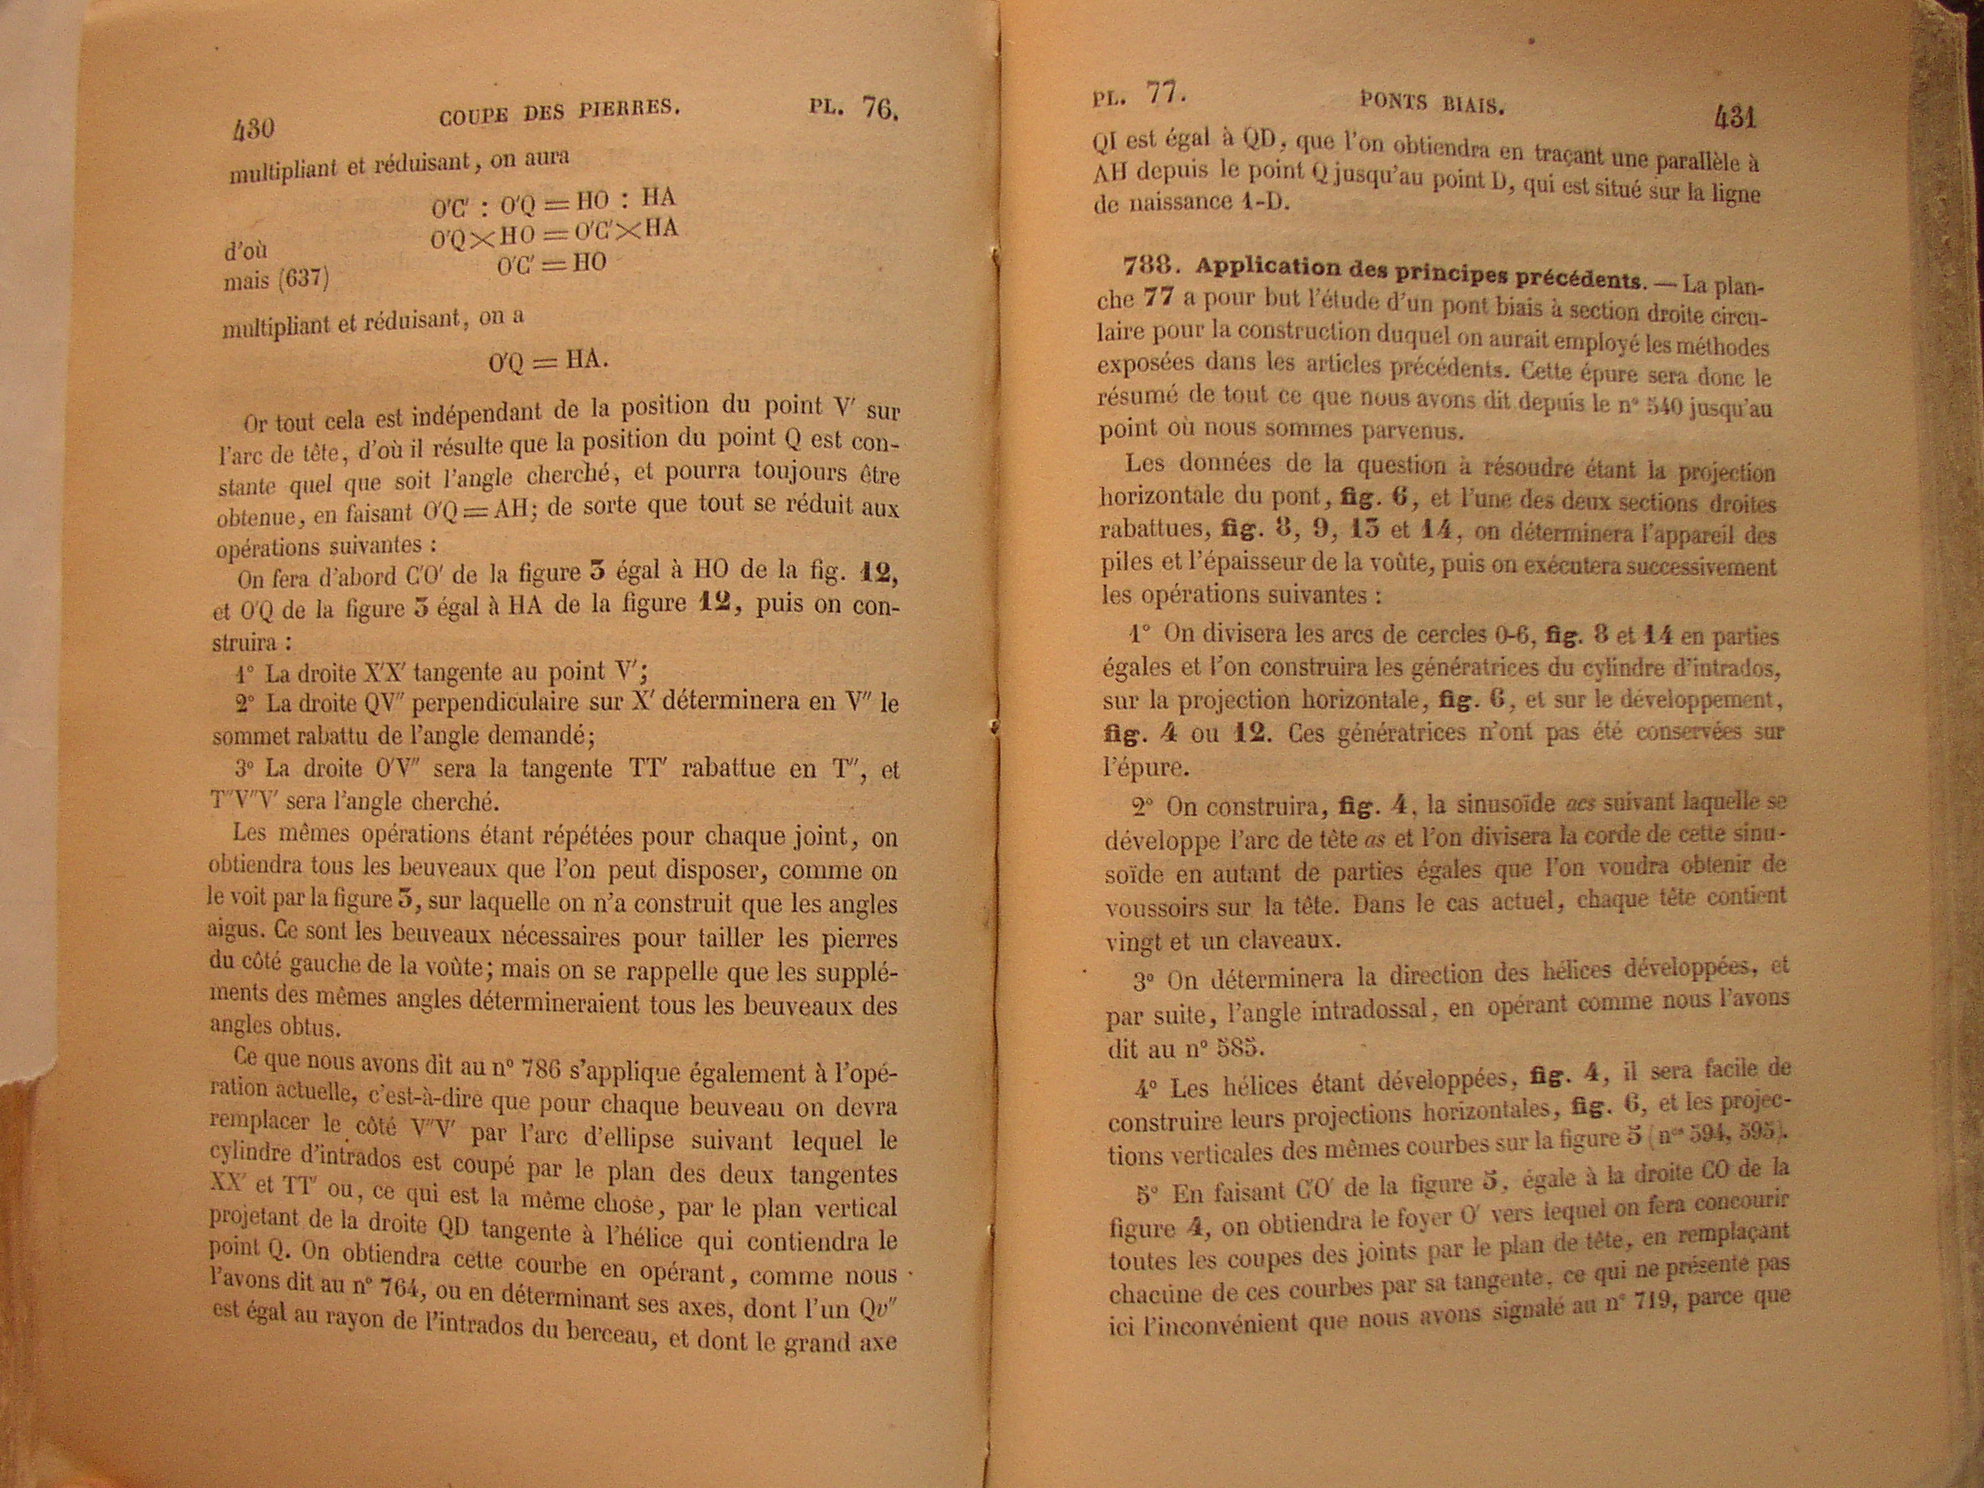 430 COUPE DES PIERRES. PL. 76.
multipliant et réduisant, on aura
O'C' : O'Q = HO : HA
d'où O'Q × HO = O'C' × HA
mais (637) O'C' = HO
multipliant et réduisant, on a
O'Q = HA.
Or tout cela est indépendant de la position du point V' sur
l'arc de tête, d'où il résulte que la position du point Q est con-
stante quel que soit l'angle cherché, et pourra toujours être
obtenue, en faisant O'Q = AH; de sorte que tout se réduit aux
opérations suivantes :
On fera d'abord C'O' de la figure 5 égal à HO de la fig. 12,
et O'Q de la figure 5 égal à HA de la figure 12, puis on con-
struira :
1° La droite X'X' tangente au point V';
2° La droite QV" perpendiculaire sur X' déterminera en V" le
sommet rabattu de l'angle demandé;
3° La droite O'V" sera la tangente TT' rabattue en T", et
T"V"V' sera l'angle cherché.
Les mêmes opérations étant répétées pour chaque joint, on
obtiendra tous les beuveaux que l'on peut disposer, comme on
le voit par la figure 5, sur laquelle on n'a construit que les angles
aigus. Ce sont les beuveaux nécessaires pour tailler les pierres
du côté gauche de la voûte; mais on se rappelle que les supplé-
ments des mêmes angles détermineraient tous les beuveaux des
angles obtus.
Ce que nous avons dit au n° 786 s'applique également à l'opé-
ration actuelle, c'est-à-dire que pour chaque beuveau on devra
remplacer le côté V"V' par l'arc d'ellipse suivant lequel le
cylindre d'intrados est coupé par le plan des deux tangentes
XX' et TT' ou, ce qui est la même chose, par le plan vertical
projetant de la droite QD tangente à l'hélice qui contiendra le
point Q. On obtiendra cette courbe en opérant, comme nous
l'avons dit au n° 764, ou en déterminant ses axes, dont l'un Qv"
est égal au rayon de l'intrados du berceau, et dont le grand axe
PL. 77. PONTS BIAIS. 431
QI est égal à QD, que l'on obtiendra en traçant une parallèle à
AH depuis le point Q jusqu'au point D, qui est situé sur la ligne
de naissance 1-D.
788. Application des principes précédents. — La plan-
che 77 a pour but l'étude d'un pont biais à section droite circu-
laire pour la construction duquel on aurait employé les méthodes
exposées dans les articles précédents. Cette épure sera donc le
résumé de tout ce que nous avons dit depuis le n° 540 jusqu'au
point où nous sommes parvenus.
Les données de la question à résoudre étant la projection
horizontale du pont, fig. 6, et l'une des deux sections droites
rabattues, fig. 8, 9, 13 et 14, on déterminera l'appareil des
piles et l'épaisseur de la voûte, puis on exécutera successivement
les opérations suivantes :
1° On divisera les arcs de cercles 0-6, fig. 8 et 14 en parties
égales et l'on construira les génératrices du cylindre d'intrados,
sur la projection horizontale, fig. 6, et sur le développement,
fig. 4 ou 12. Ces génératrices n'ont pas été conservées sur
l'épure.
2° On construira, fig. 4, la sinusoïde acs suivant laquelle se
développe l'arc de tête as et l'on divisera la corde de cette sinu-
soïde en autant de parties égales que l'on voudra obtenir de
voussoirs sur la tête. Dans le cas actuel, chaque tête contient
vingt et un claveaux.
3° On déterminera la direction des hélices développées, et
par suite, l'angle intradossal, en opérant comme nous l'avons
dit au n° 585.
4° Les hélices étant développées, fig. 4, il sera facile de
construire leurs projections horizontales, fig. 6, et les projec-
tions verticales des mêmes courbes sur la figure 5 (nos 594, 595).
5° En faisant C'O' de la figure 5, égale à la droite CO de la
figure 4, on obtiendra le foyer O' vers lequel on fera concourir
toutes les coupes des joints par le plan de tête, en remplaçant
chacune de ces courbes par sa tangente, ce qui ne présente pas
ici l'inconvénient que nous avons signalé au n° 719, parce que